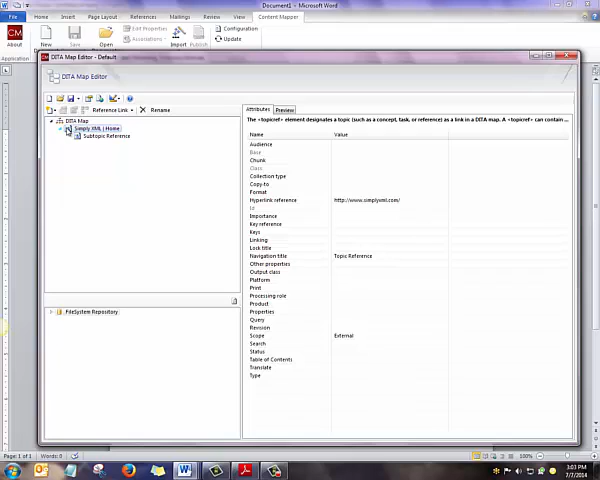 Document1 - Microsoft Word
File Home Insert Page Layout References Mailings Review View Content Mapper
CM
About New Save Open Edit Properties Associations Import Publish Configuration Update
Application
CM DITA Map Editor - Default
DITA Map Editor
Reference Link Rename
DITA Map
Simply XML | Home
Subtopic Reference
FileSystem Repository
Attributes Preview
The <topicref> element designates a topic (such as a concept, task, or reference) as a link in a DITA map. A <topicref> can contain ...
Name Value
Audience
Base
Chunk
Class
Collection type
Copy-to
Format
Hyperlink reference http://www.simplyxml.com/
Id
Importance
Key reference
Keys
Linking
Lock title
Navigation title Topic Reference
Other properties
Output class
Platform
Print
Processing role
Product
Properties
Query
Revision
Scope External
Search
Status
Table of Contents
Translate
Type
Page: 1 of 1 Words: 0 100%
3:03 PM
7/7/2014